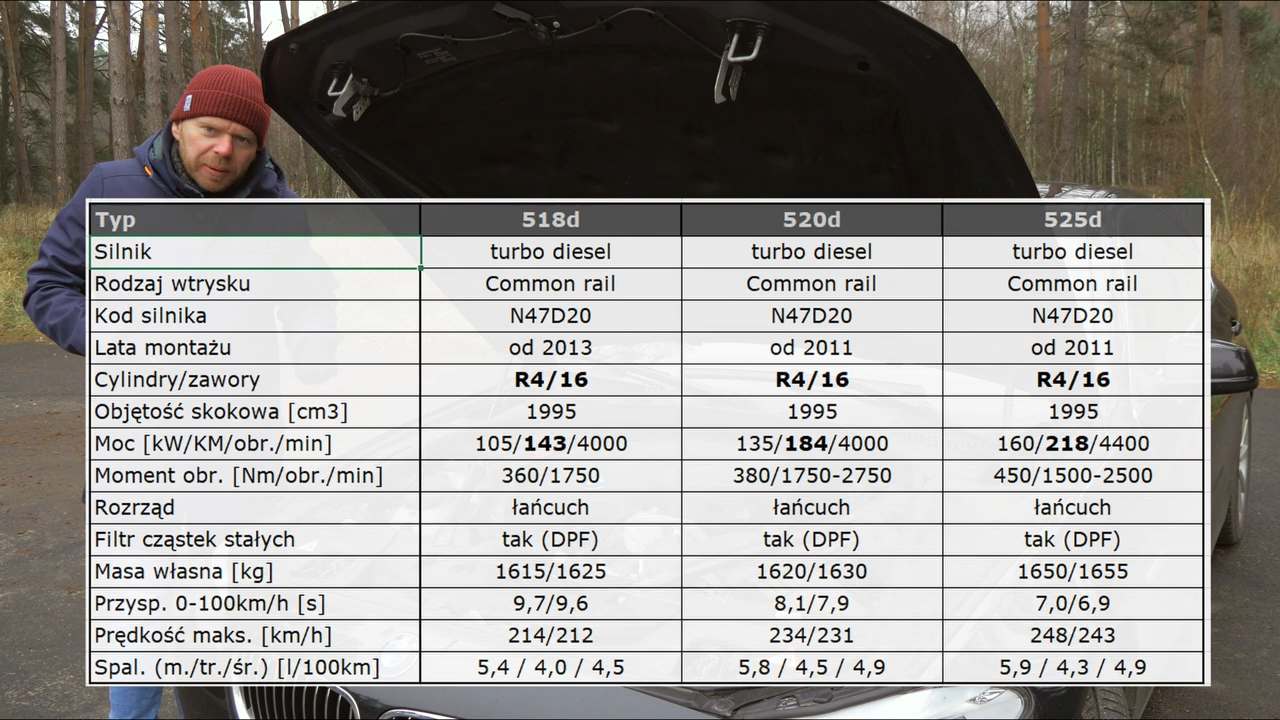 Typ 518d 520d 525d
Silnik turbo diesel turbo diesel turbo diesel
Rodzaj wtrysku Common rail Common rail Common rail
Kod silnika N47D20 N47D20 N47D20
Lata montażu od 2013 od 2011 od 2011
Cylindry/zawory R4/16 R4/16 R4/16
Objętość skokowa [cm3] 1995 1995 1995
Moc [kW/KM/obr./min] 105/143/4000 135/184/4000 160/218/4400
Moment obr. [Nm/obr./min] 360/1750 380/1750-2750 450/1500-2500
Rozrząd łańcuch łańcuch łańcuch
Filtr cząstek stałych tak (DPF) tak (DPF) tak (DPF)
Masa własna [kg] 1615/1625 1620/1630 1650/1655
Przysp. 0-100km/h [s] 9,7/9,6 8,1/7,9 7,0/6,9
Prędkość maks. [km/h] 214/212 234/231 248/243
Spal. (m./tr./śr.) [l/100km] 5,4 / 4,0 / 4,5 5,8 / 4,5 / 4,9 5,9 / 4,3 / 4,9